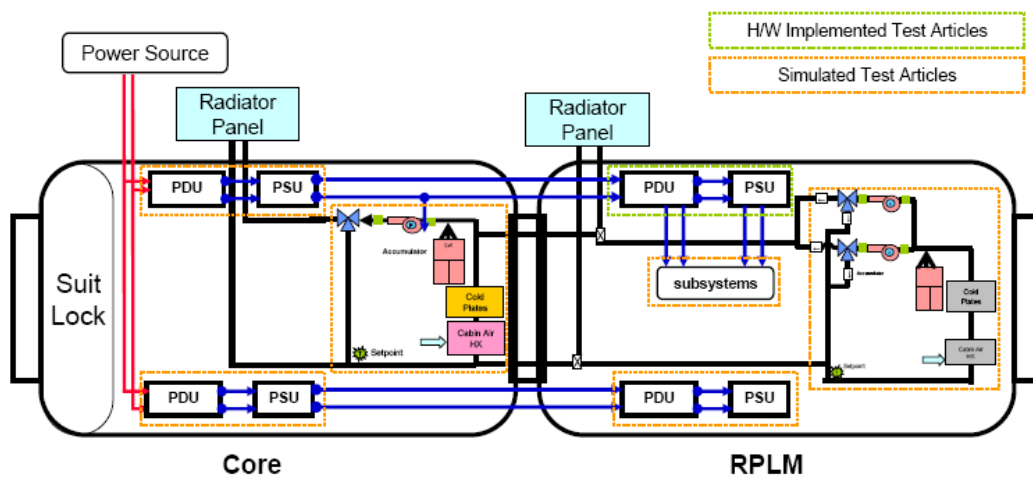 H/W Implemented Test Articles
Power Source
Simulated Test Articles
Radiator
Panel
Radiator
Panel
PDU
PSU
PDU
PSU
Accumulator
Suit
Lock
subsystems
Accumulator
Cold
Plates
Cold
Plates
Cabin Air
HX
Cabin Air
HX
Setpoint
Setpoint
PDU
PSU
PDU
PSU
Core
RPLM